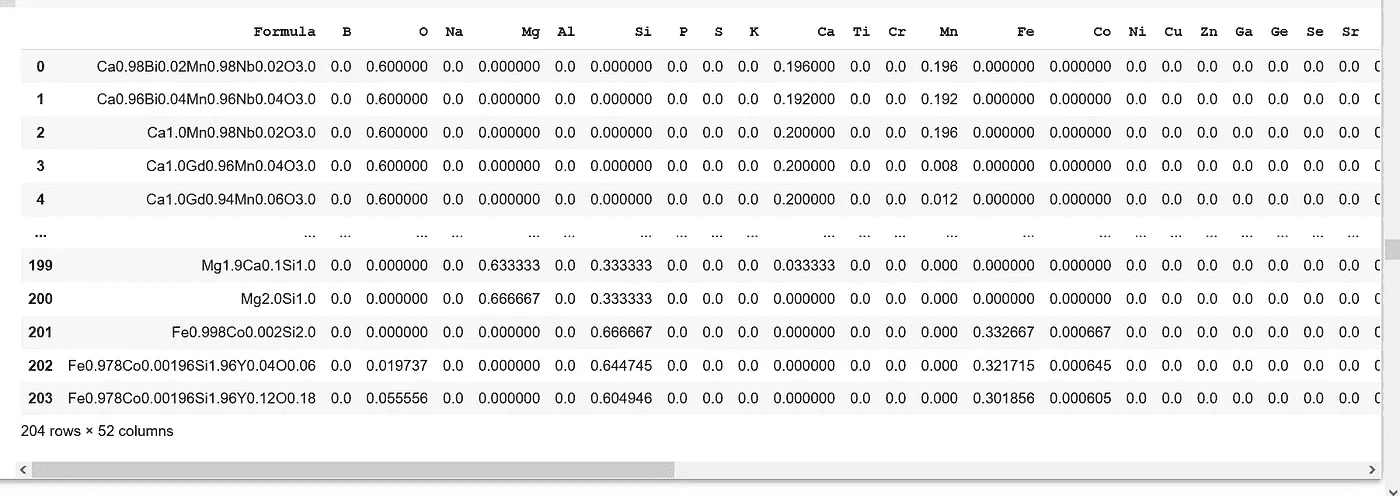 Formula B O Na Mg Al Si P S K Ca Ti Cr Mn Fe Co Ni Cu Zn Ga Ge Se Sr
0 Ca0.98Bi0.02Mn0.98Nb0.02O3.0 0.0 0.600000 0.0 0.000000 0.0 0.000000 0.0 0.0 0.0 0.196000 0.0 0.0 0.196 0.000000 0.000000 0.0 0.0 0.0 0.0 0.0 0.0 0.0
1 Ca0.96Bi0.04Mn0.96Nb0.04O3.0 0.0 0.600000 0.0 0.000000 0.0 0.000000 0.0 0.0 0.0 0.192000 0.0 0.0 0.192 0.000000 0.000000 0.0 0.0 0.0 0.0 0.0 0.0 0.0
2 Ca1.0Mn0.98Nb0.02O3.0 0.0 0.600000 0.0 0.000000 0.0 0.000000 0.0 0.0 0.0 0.200000 0.0 0.0 0.196 0.000000 0.000000 0.0 0.0 0.0 0.0 0.0 0.0 0.0
3 Ca1.0Gd0.96Mn0.04O3.0 0.0 0.600000 0.0 0.000000 0.0 0.000000 0.0 0.0 0.0 0.200000 0.0 0.0 0.008 0.000000 0.000000 0.0 0.0 0.0 0.0 0.0 0.0 0.0
4 Ca1.0Gd0.94Mn0.06O3.0 0.0 0.600000 0.0 0.000000 0.0 0.000000 0.0 0.0 0.0 0.200000 0.0 0.0 0.012 0.000000 0.000000 0.0 0.0 0.0 0.0 0.0 0.0 0.0
... ... ... ... ... ... ... ... ... ... ... ... ... ... ... ... ... ... ... ... ... ... ... ...
199 Mg1.9Ca0.1Si1.0 0.0 0.000000 0.0 0.633333 0.0 0.333333 0.0 0.0 0.0 0.033333 0.0 0.0 0.000 0.000000 0.000000 0.0 0.0 0.0 0.0 0.0 0.0 0.0
200 Mg2.0Si1.0 0.0 0.000000 0.0 0.666667 0.0 0.333333 0.0 0.0 0.0 0.000000 0.0 0.0 0.000 0.000000 0.000000 0.0 0.0 0.0 0.0 0.0 0.0 0.0
201 Fe0.998Co0.002Si2.0 0.0 0.000000 0.0 0.000000 0.0 0.666667 0.0 0.0 0.0 0.000000 0.0 0.0 0.000 0.332667 0.000667 0.0 0.0 0.0 0.0 0.0 0.0 0.0
202 Fe0.978Co0.00196Si1.96Y0.04O0.06 0.0 0.019737 0.0 0.000000 0.0 0.644745 0.0 0.0 0.0 0.000000 0.0 0.0 0.000 0.321715 0.000645 0.0 0.0 0.0 0.0 0.0 0.0 0.0
203 Fe0.978Co0.00196Si1.96Y0.12O0.18 0.0 0.055556 0.0 0.000000 0.0 0.604946 0.0 0.0 0.0 0.000000 0.0 0.0 0.000 0.301856 0.000605 0.0 0.0 0.0 0.0 0.0 0.0 0.0
204 rows × 52 columns